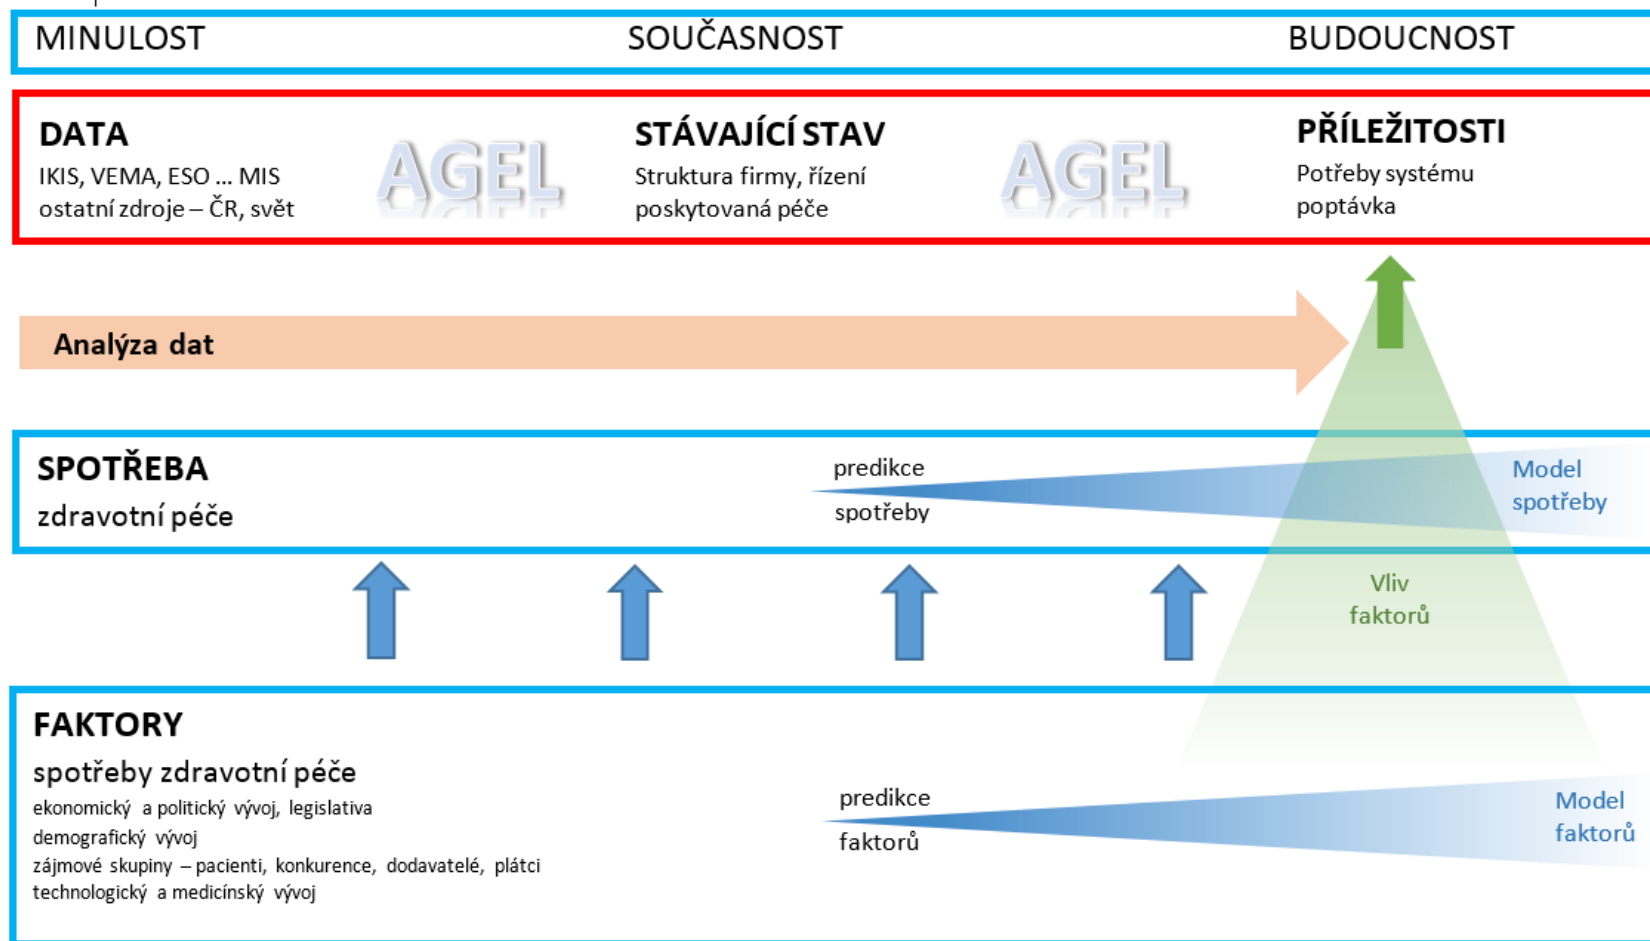 MINULOST
SOUČASNOST
BUDOUCNOST
DATA
IKIS, VEMA, ESO ... MIS
ostatní zdroje – ČR, svět
AGEL
STÁVAJÍCÍ STAV
Struktura firmy, řízení
poskytovaná péče
AGEL
PŘÍLEŽITOSTI
Potřeby systému
poptávka
Analýza dat
SPOTŘEBA
zdravotní péče
predikce
spotřeby
Model
spotřeby
Vliv
faktorů
FAKTORY
spotřeby zdravotní péče
ekonomický a politický vývoj, legislativa
demografický vývoj
zájmové skupiny – pacienti, konkurence, dodavatelé, plátci
technologický a medicínský vývoj
predikce
faktorů
Model
faktorů